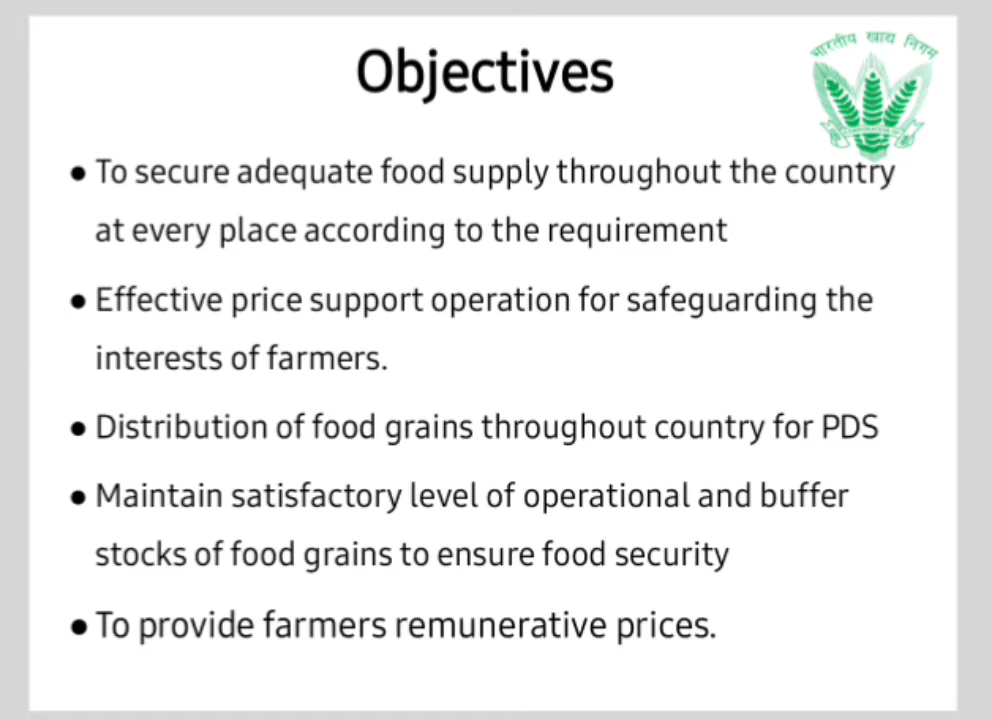 भारतीय खाद्य निगम
Objectives
● To secure adequate food supply throughout the country
at every place according to the requirement
● Effective price support operation for safeguarding the
interests of farmers.
● Distribution of food grains throughout country for PDS
● Maintain satisfactory level of operational and buffer
stocks of food grains to ensure food security
● To provide farmers remunerative prices.